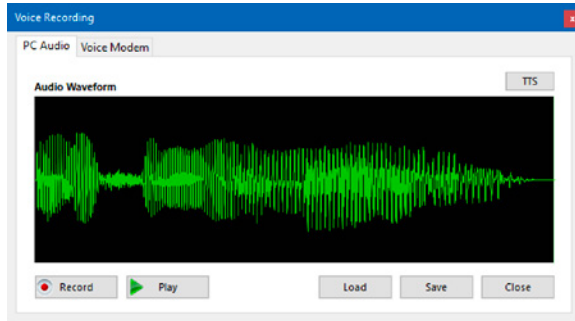 Voice Recording
PC Audio Voice Modem
Audio Waveform TTS
Record Play Load Save Close